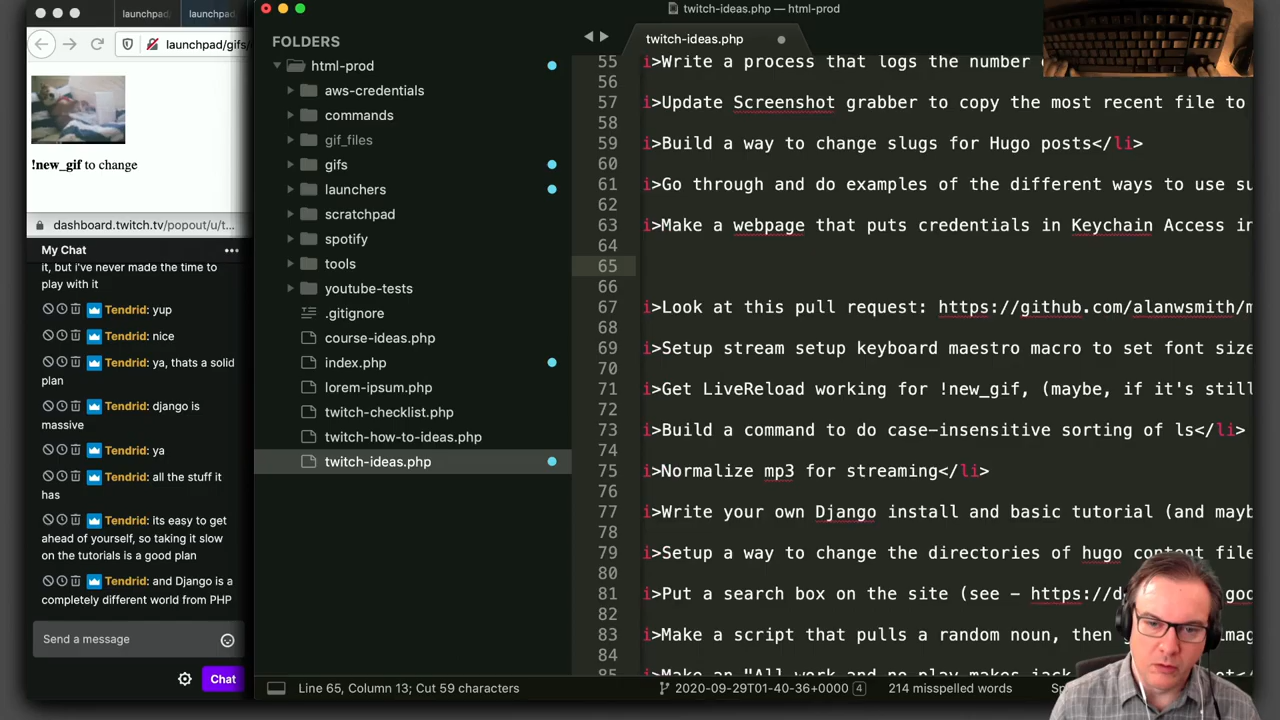 launchpad/
launchpad/
launchpad/gifs/
!new_gif to change
dashboard.twitch.tv/popout/u/t...
My Chat
it, but i've never made the time to
play with it
Tendrid: yup
Tendrid: nice
Tendrid: ya, thats a solid
plan
Tendrid: django is
massive
Tendrid: ya
Tendrid: all the stuff it
has
Tendrid: its easy to get
ahead of yourself, so taking it slow
on the tutorials is a good plan
Tendrid: and Django is a
completely different world from PHP
Send a message
Chat
twitch-ideas.php — html-prod
FOLDERS
html-prod
aws-credentials
commands
gif_files
gifs
launchers
scratchpad
spotify
tools
youtube-tests
.gitignore
course-ideas.php
index.php
lorem-ipsum.php
twitch-checklist.php
twitch-how-to-ideas.php
twitch-ideas.php
twitch-ideas.php
55 i>Write a process that logs the number
56
57 i>Update Screenshot grabber to copy the most recent file to
58
59 i>Build a way to change slugs for Hugo posts</li>
60
61 i>Go through and do examples of the different ways to use su
62
63 i>Make a webpage that puts credentials in Keychain Access in
64
65
66
67 i>Look at this pull request: https://github.com/alanwsmith/m
68
69 i>Setup stream setup keyboard maestro macro to set font size
70
71 i>Get LiveReload working for !new_gif, (maybe, if it's still
72
73 i>Build a command to do case-insensitive sorting of ls</li>
74
75 i>Normalize mp3 for streaming</li>
76
77 i>Write your own Django install and basic tutorial (and mayb
78
79 i>Setup a way to change the directories of hugo content file
80
81 i>Put a search box on the site (see - https://d
82
83 i>Make a script that pulls a random noun, then
84
85 i>Make an "All work and no play makes jack
Line 65, Column 13; Cut 59 characters
2020-09-29T01-40-36+0000 4
214 misspelled words